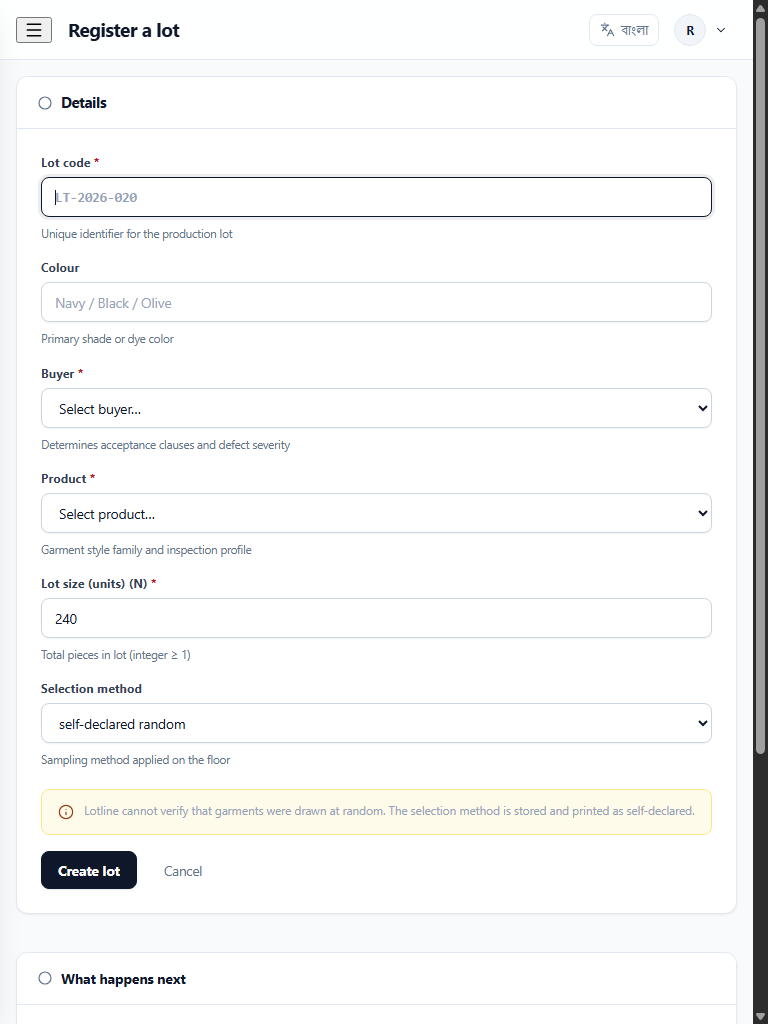 Register a lot
বাংলা
R
Details
Lot code *
LT-2026-020
Unique identifier for the production lot
Colour
Navy / Black / Olive
Primary shade or dye color
Buyer *
Select buyer...
Determines acceptance clauses and defect severity
Product *
Select product...
Garment style family and inspection profile
Lot size (units) (N) *
240
Total pieces in lot (integer ≥ 1)
Selection method
self-declared random
Sampling method applied on the floor
Lotline cannot verify that garments were drawn at random. The selection method is stored and printed as self-declared.
Create lot Cancel
What happens next